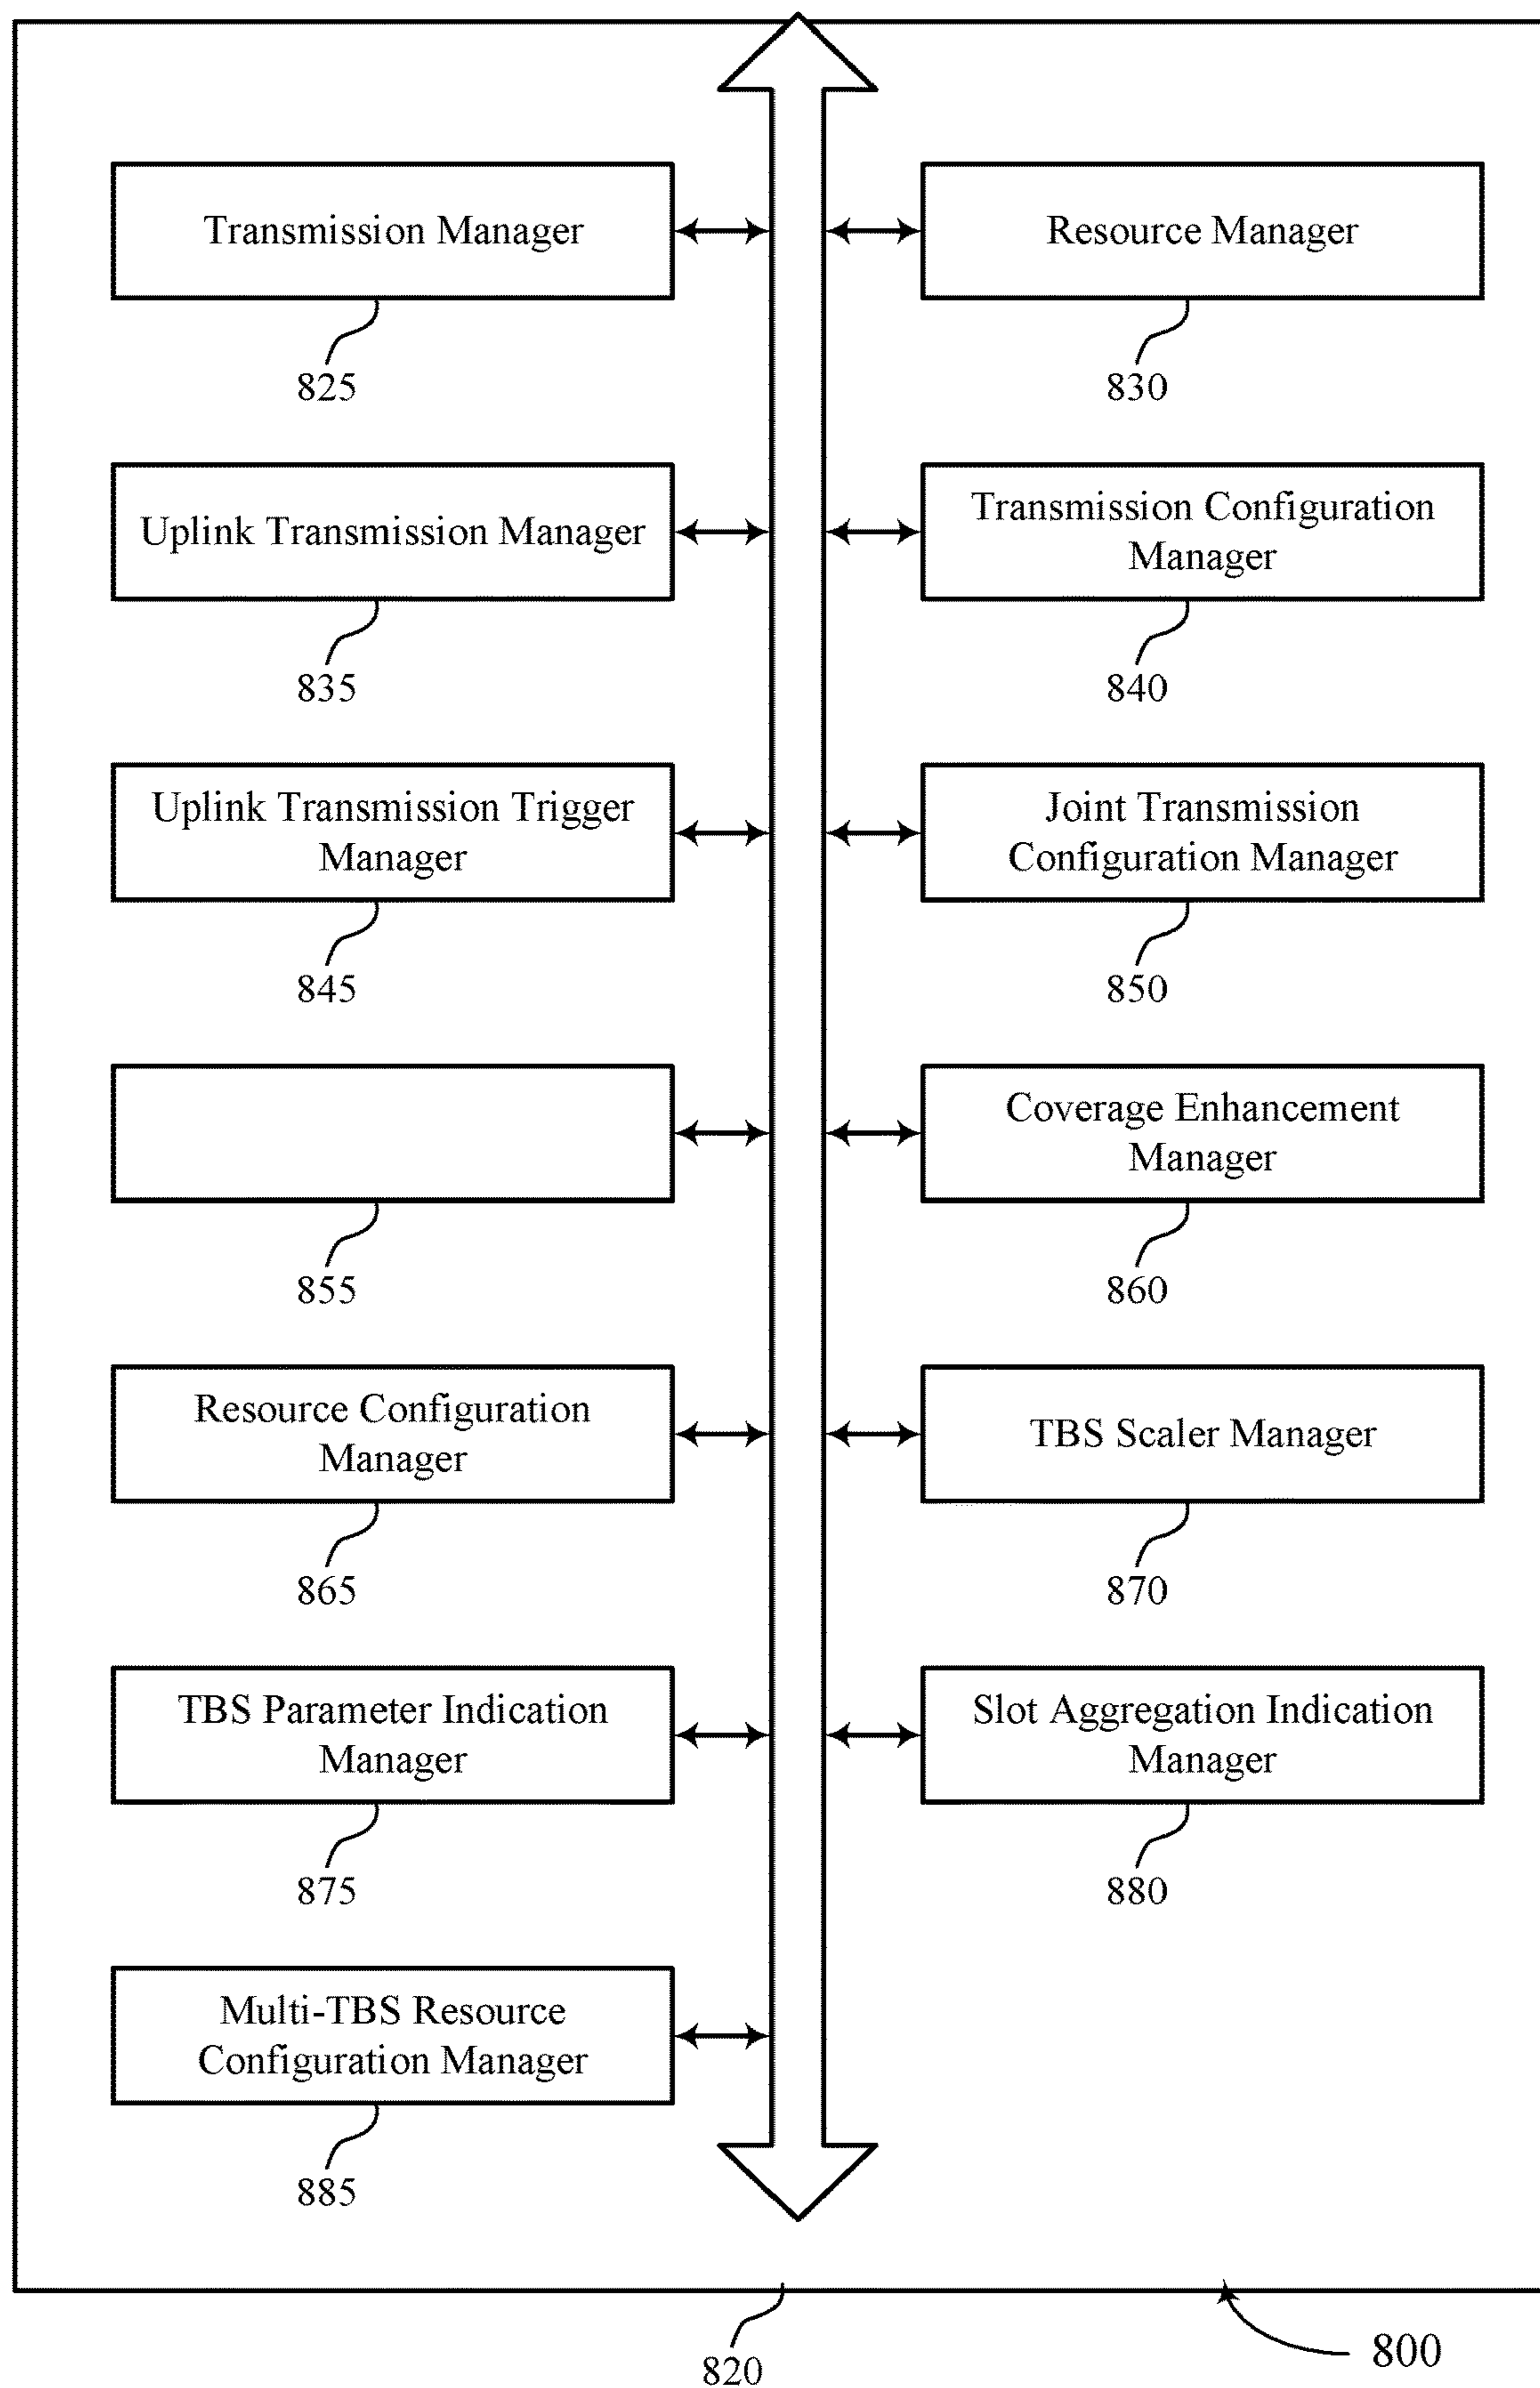 Transmission Manager
Resource Manager
825
830
Uplink Transmission Manager
Transmission Configuration
Manager
835
840
Uplink Transmission Trigger
Manager
Joint Transmission
Configuration Manager
845
850
Coverage Enhancement
Manager
855
860
Resource Configuration
Manager
TBS Scaler Manager
865
870
TBS Parameter Indication
Manager
Slot Aggregation Indication
Manager
875
880
Multi-TBS Resource
Configuration Manager
885
820
800